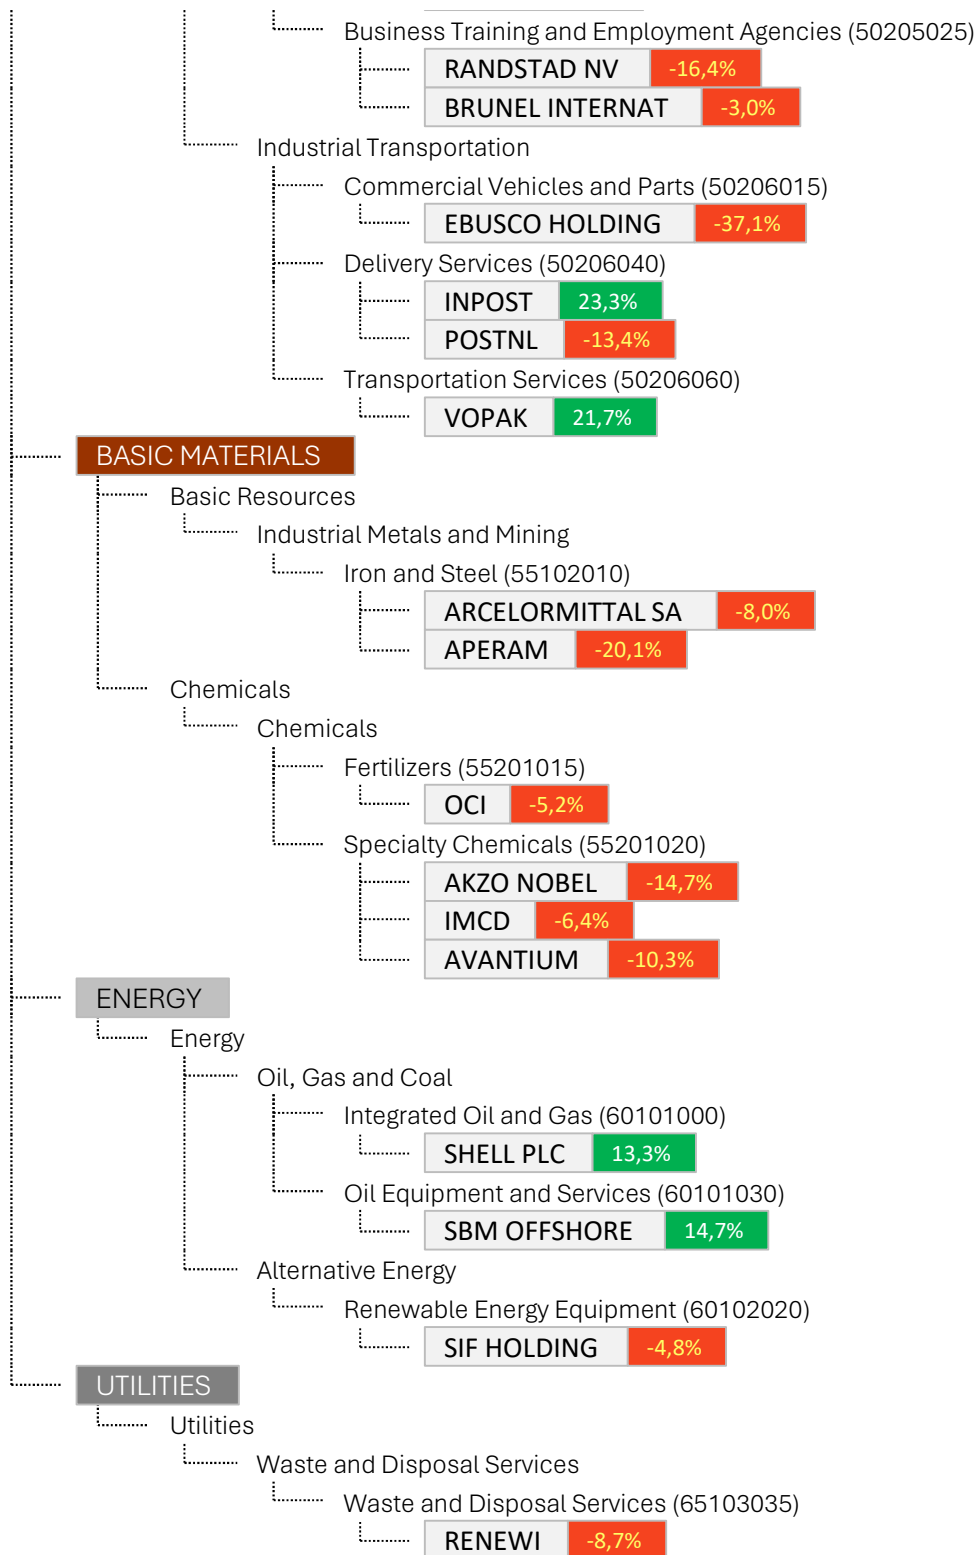 Business Training and Employment Agencies (50205025)
RANDSTAD NV -16,4%
BRUNEL INTERNAT -3,0%
Industrial Transportation
Commercial Vehicles and Parts (50206015)
EBUSCO HOLDING -37,1%
Delivery Services (50206040)
INPOST 23,3%
POSTNL -13,4%
Transportation Services (50206060)
VOPAK 21,7%
BASIC MATERIALS
Basic Resources
Industrial Metals and Mining
Iron and Steel (55102010)
ARCELORMITTAL SA -8,0%
APERAM -20,1%
Chemicals
Chemicals
Fertilizers (55201015)
OCI -5,2%
Specialty Chemicals (55201020)
AKZO NOBEL -14,7%
IMCD -6,4%
AVANTIUM -10,3%
ENERGY
Energy
Oil, Gas and Coal
Integrated Oil and Gas (60101000)
SHELL PLC 13,3%
Oil Equipment and Services (60101030)
SBM OFFSHORE 14,7%
Alternative Energy
Renewable Energy Equipment (60102020)
SIF HOLDING -4,8%
UTILITIES
Utilities
Waste and Disposal Services
Waste and Disposal Services (65103035)
RENEWI -8,7%